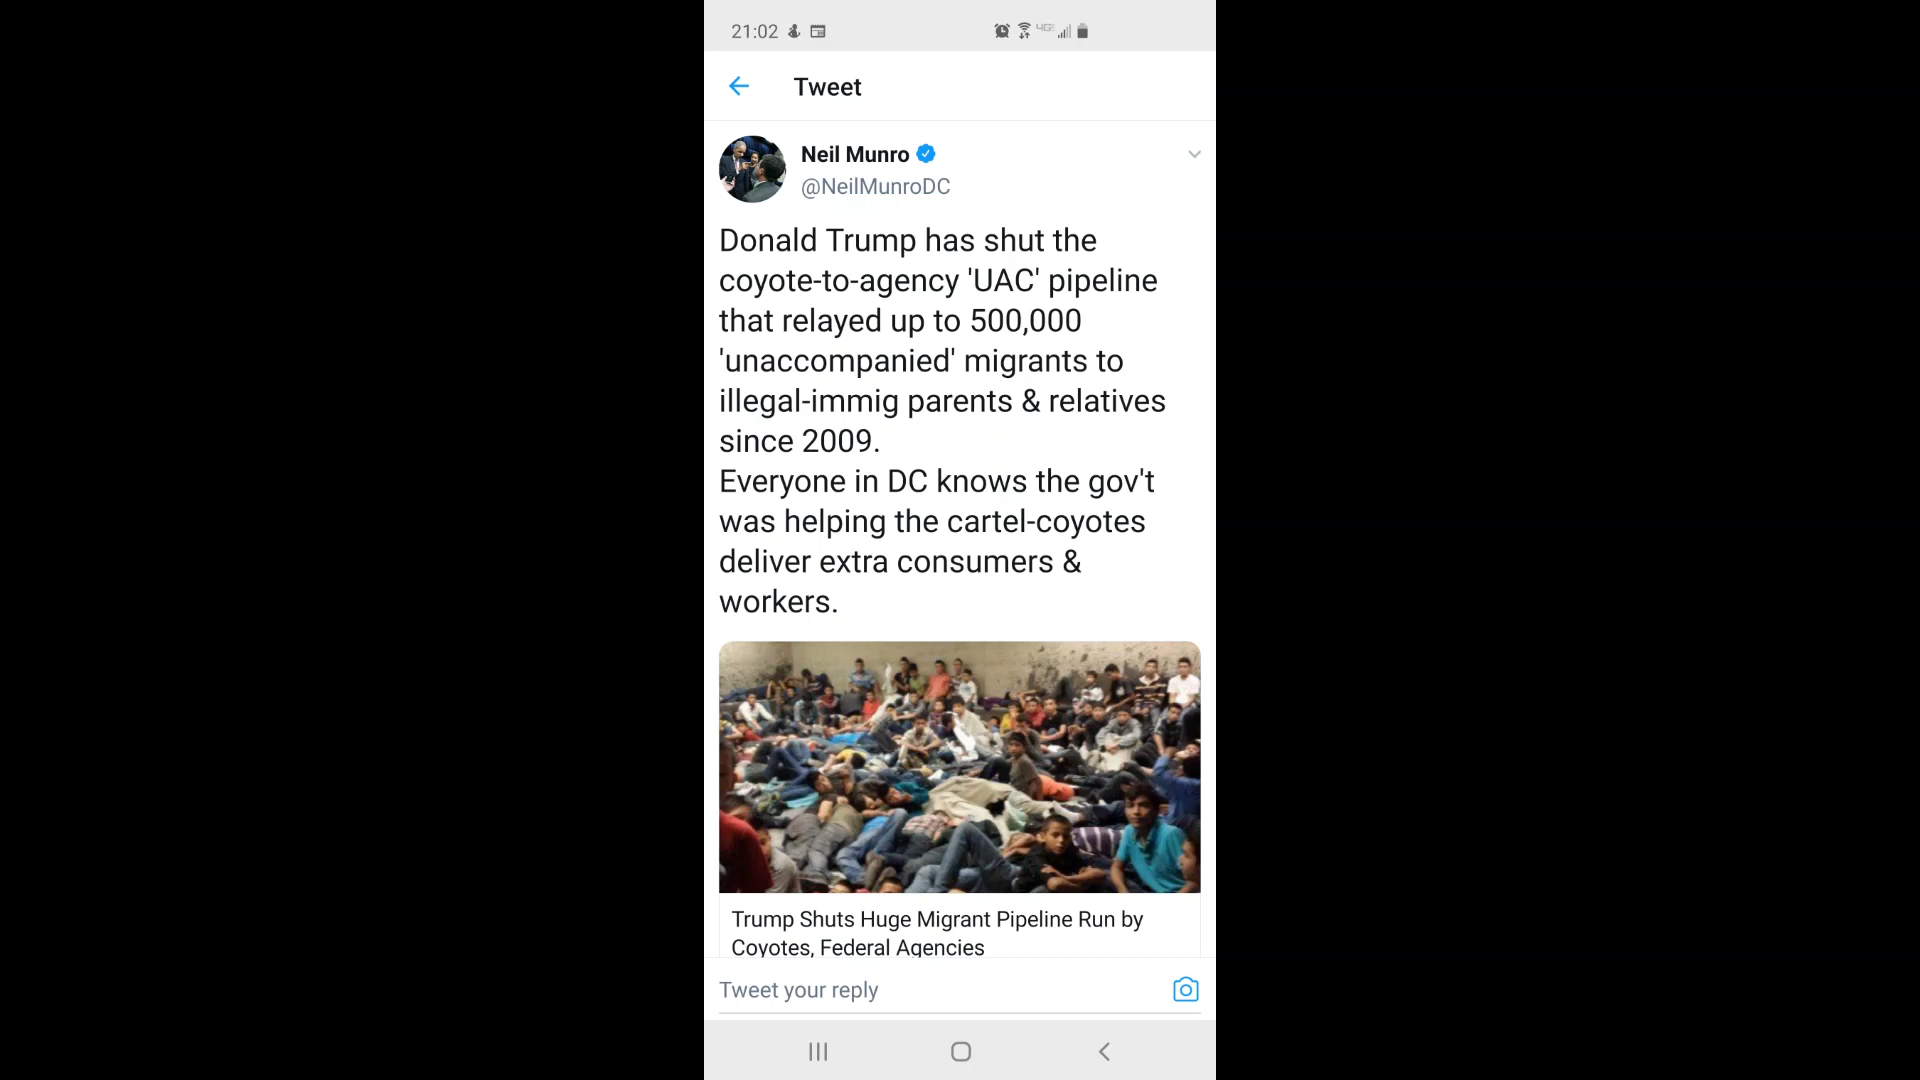 21:02
4GE
Tweet
Neil Munro
@NeilMunroDC
Donald Trump has shut the
coyote-to-agency 'UAC' pipeline
that relayed up to 500,000
'unaccompanied' migrants to
illegal-immig parents & relatives
since 2009.
Everyone in DC knows the gov't
was helping the cartel-coyotes
deliver extra consumers &
workers.
Trump Shuts Huge Migrant Pipeline Run by
Coyotes, Federal Agencies
Tweet your reply